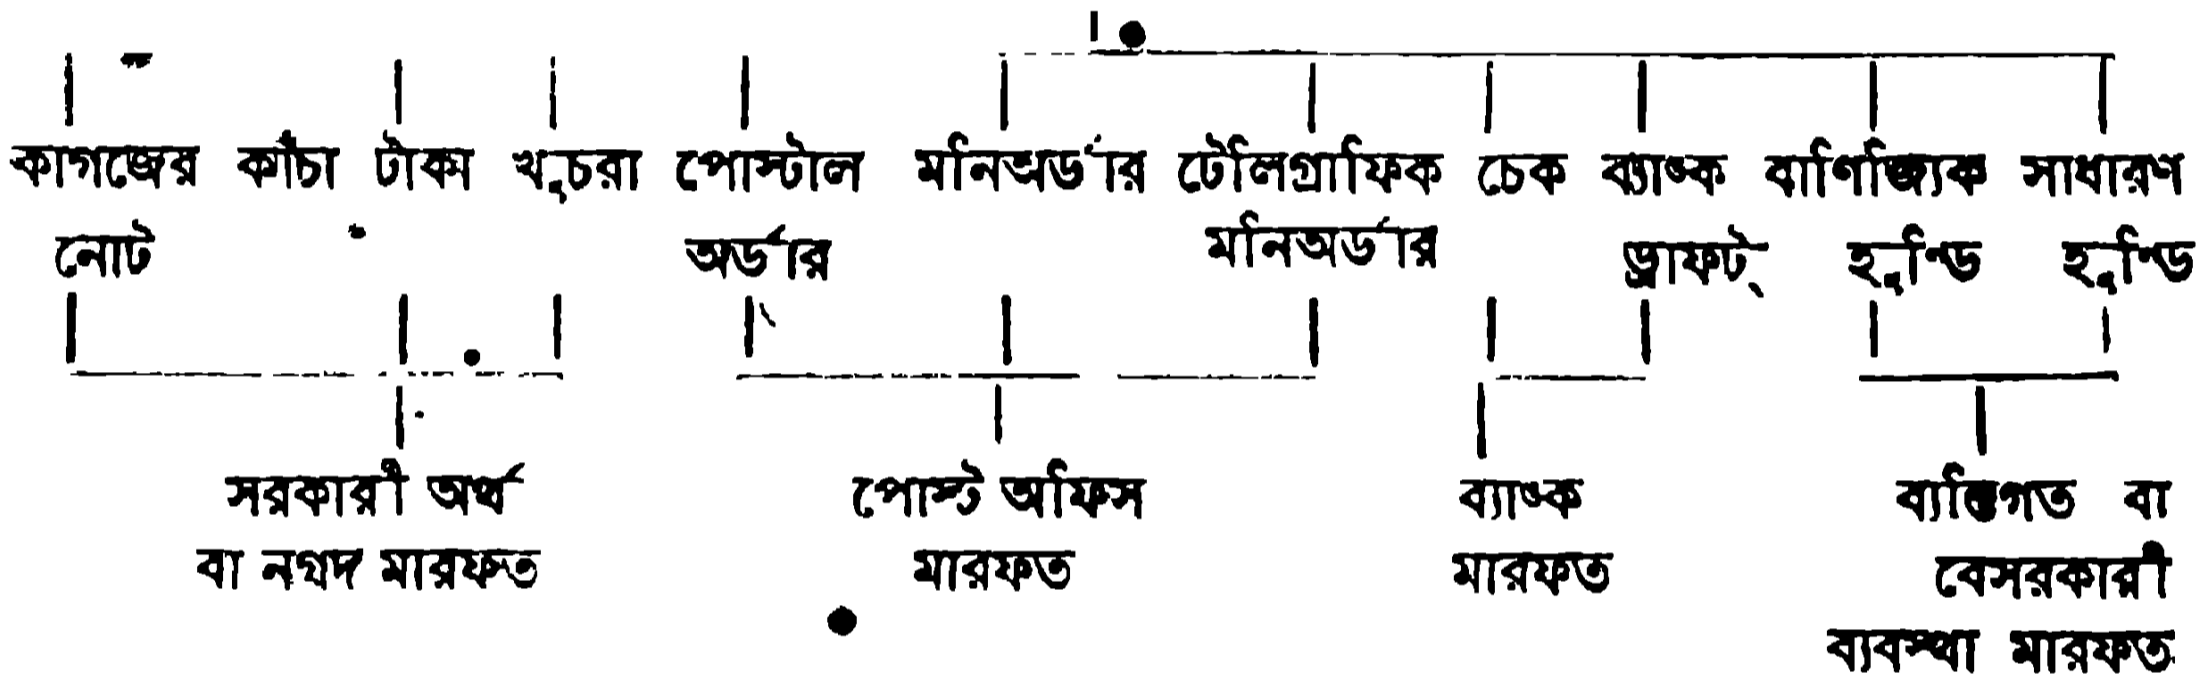 কাগজের কাঁচা টাকা খুচরা পোস্টাল মনিঅর্ডার টেলিগ্রাফিক চেক ব্যাঙ্ক বাণিজ্যিক সাধারণ
নোট অর্ডার মনিঅর্ডার ড্রাফট্ হুন্ডি হুন্ডি
সরকারী অর্থ পোস্ট অফিস ব্যাঙ্ক ব্যক্তিগত বা
বা নগদ মারফত মারফত মারফত বেসরকারী
ব্যবস্থা মারফত